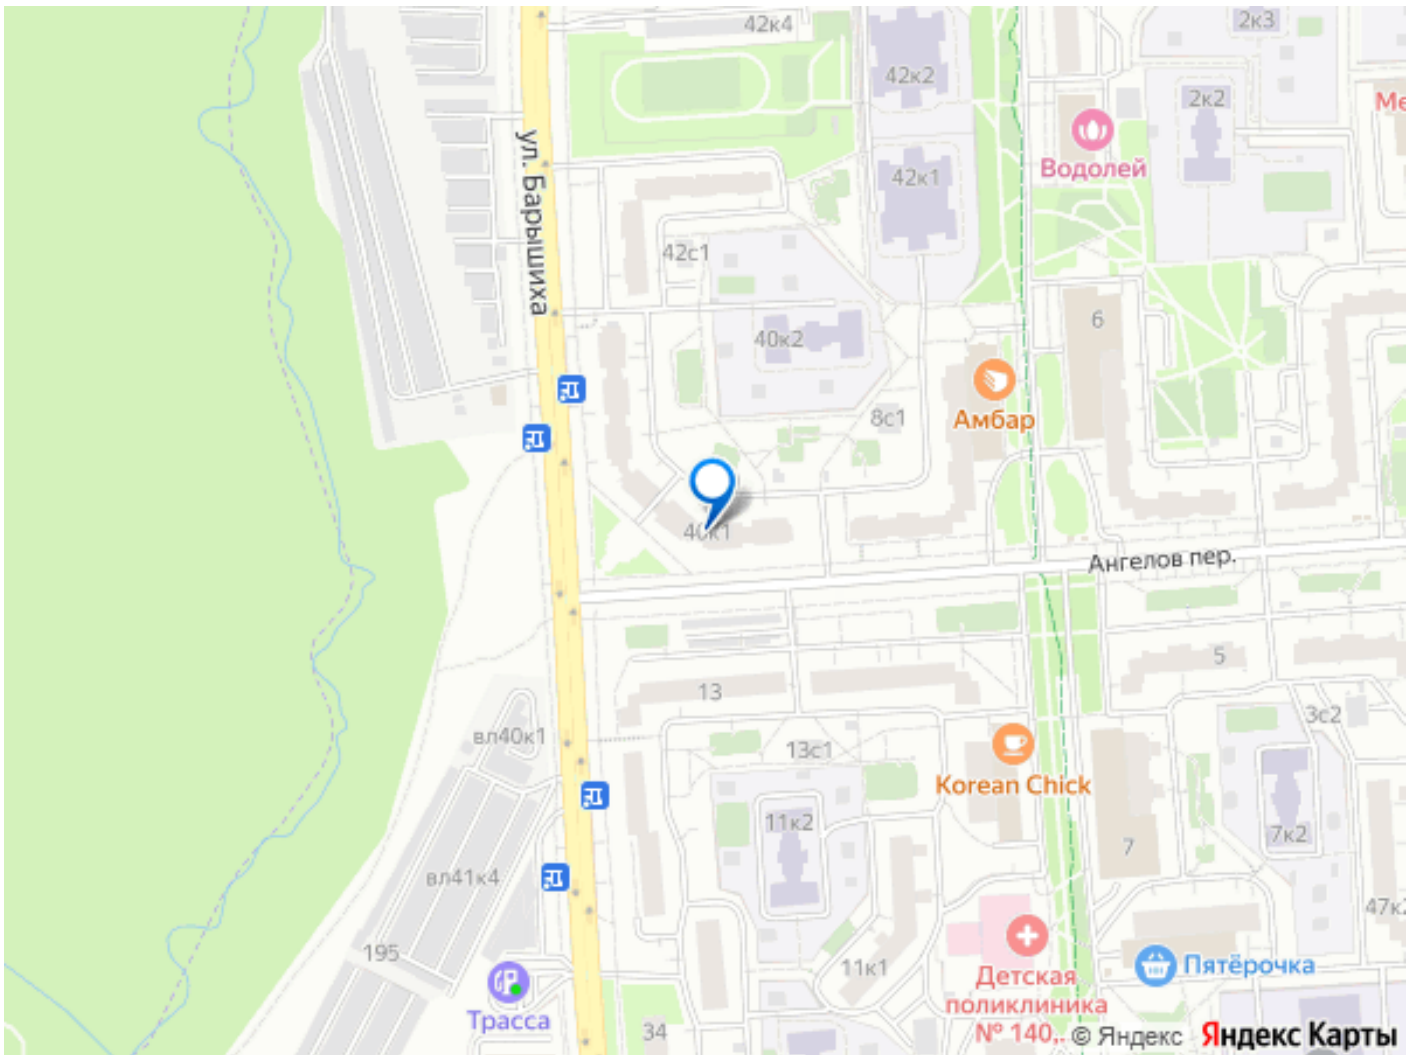 42к4
2к3
42к2
2к2
Ме
ул. Барышиха
Водолей
42к1
42с1
6
40к2
Амбар
8с1
40к1
Ангелов пер.
5
13
3с2
вл40к1
13с1
Korean Chick
11к2
7к2
7
вл41к4
47к2
195
11к1
Детская
поликлиника
№ 140,..
Пятёрочка
Трасса
34
© Яндекс Яндекс Карты